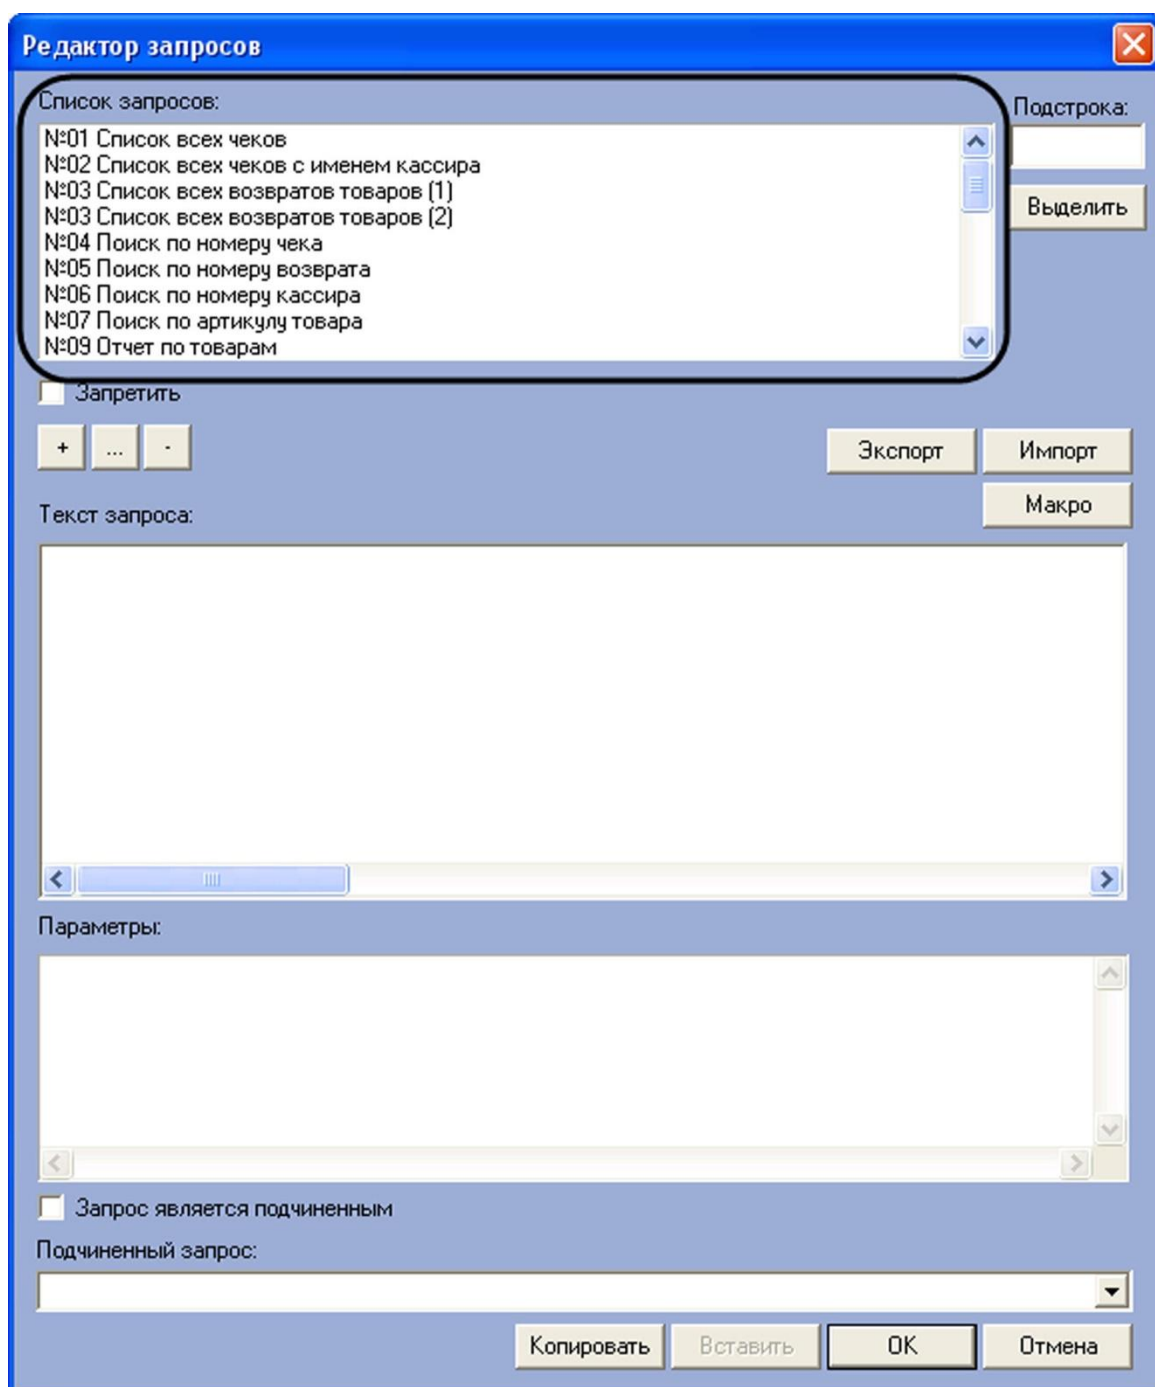 Редактор запросов
Список запросов:
Подстрока:
№01 Список всех чеков
№02 Список всех чеков с именем кассира
№03 Список всех возвратов товаров (1)
№03 Список всех возвратов товаров (2)
№04 Поиск по номеру чека
№05 Поиск по номеру возврата
№06 Поиск по номеру кассира
№07 Поиск по артикулу товара
№09 Отчет по товарам
Выделить
Запретить
+ ... -
Экспорт Импорт
Макро
Текст запроса:
Параметры:
Запрос является подчиненным
Подчиненный запрос:
Копировать Вставить OK Отмена